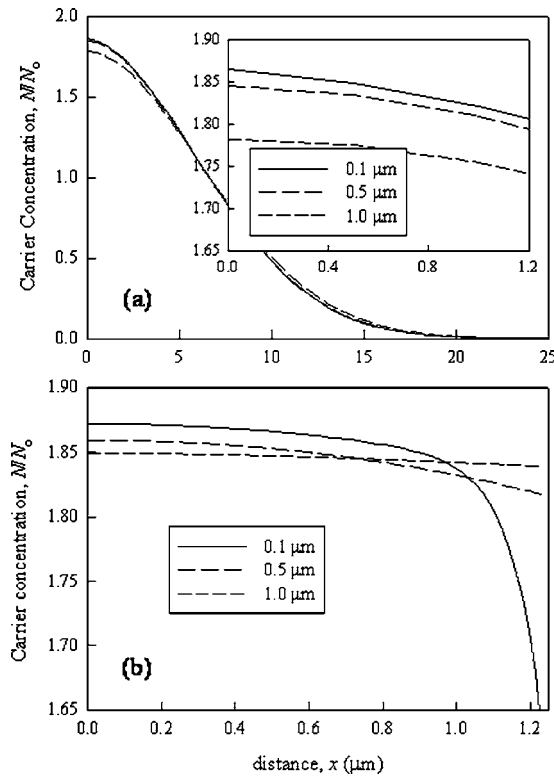 2.0
1.5
1.0
0.5
0.0
Carrier Concentration, N/No
(a)
1.90
1.85
1.80
1.75
1.70
1.65
0.1 µm
0.5 µm
1.0 µm
0.0 0.4 0.8 1.2
0 5 10 15 20 25
1.90
1.85
1.80
1.75
1.70
1.65
Carrier concentration, N/No
0.1 µm
0.5 µm
1.0 µm
(b)
0.0 0.2 0.4 0.6 0.8 1.0 1.2
distance, x (µm)